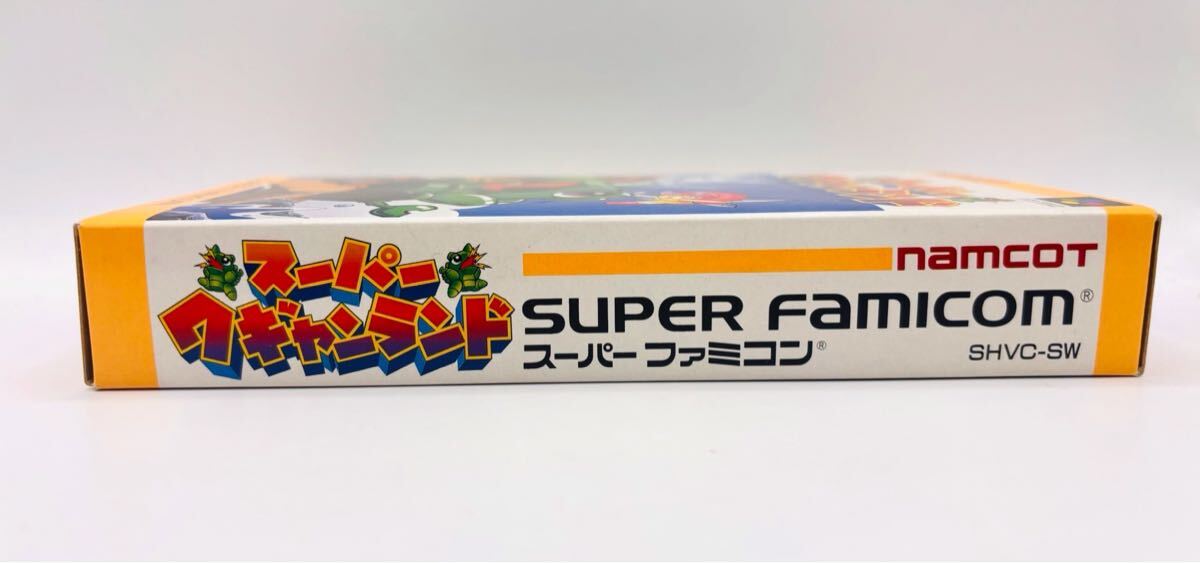 スーパー
ワギャンランド
namcoT
SUPER Famicom®
スーパーファミコン®
SHVC-SW